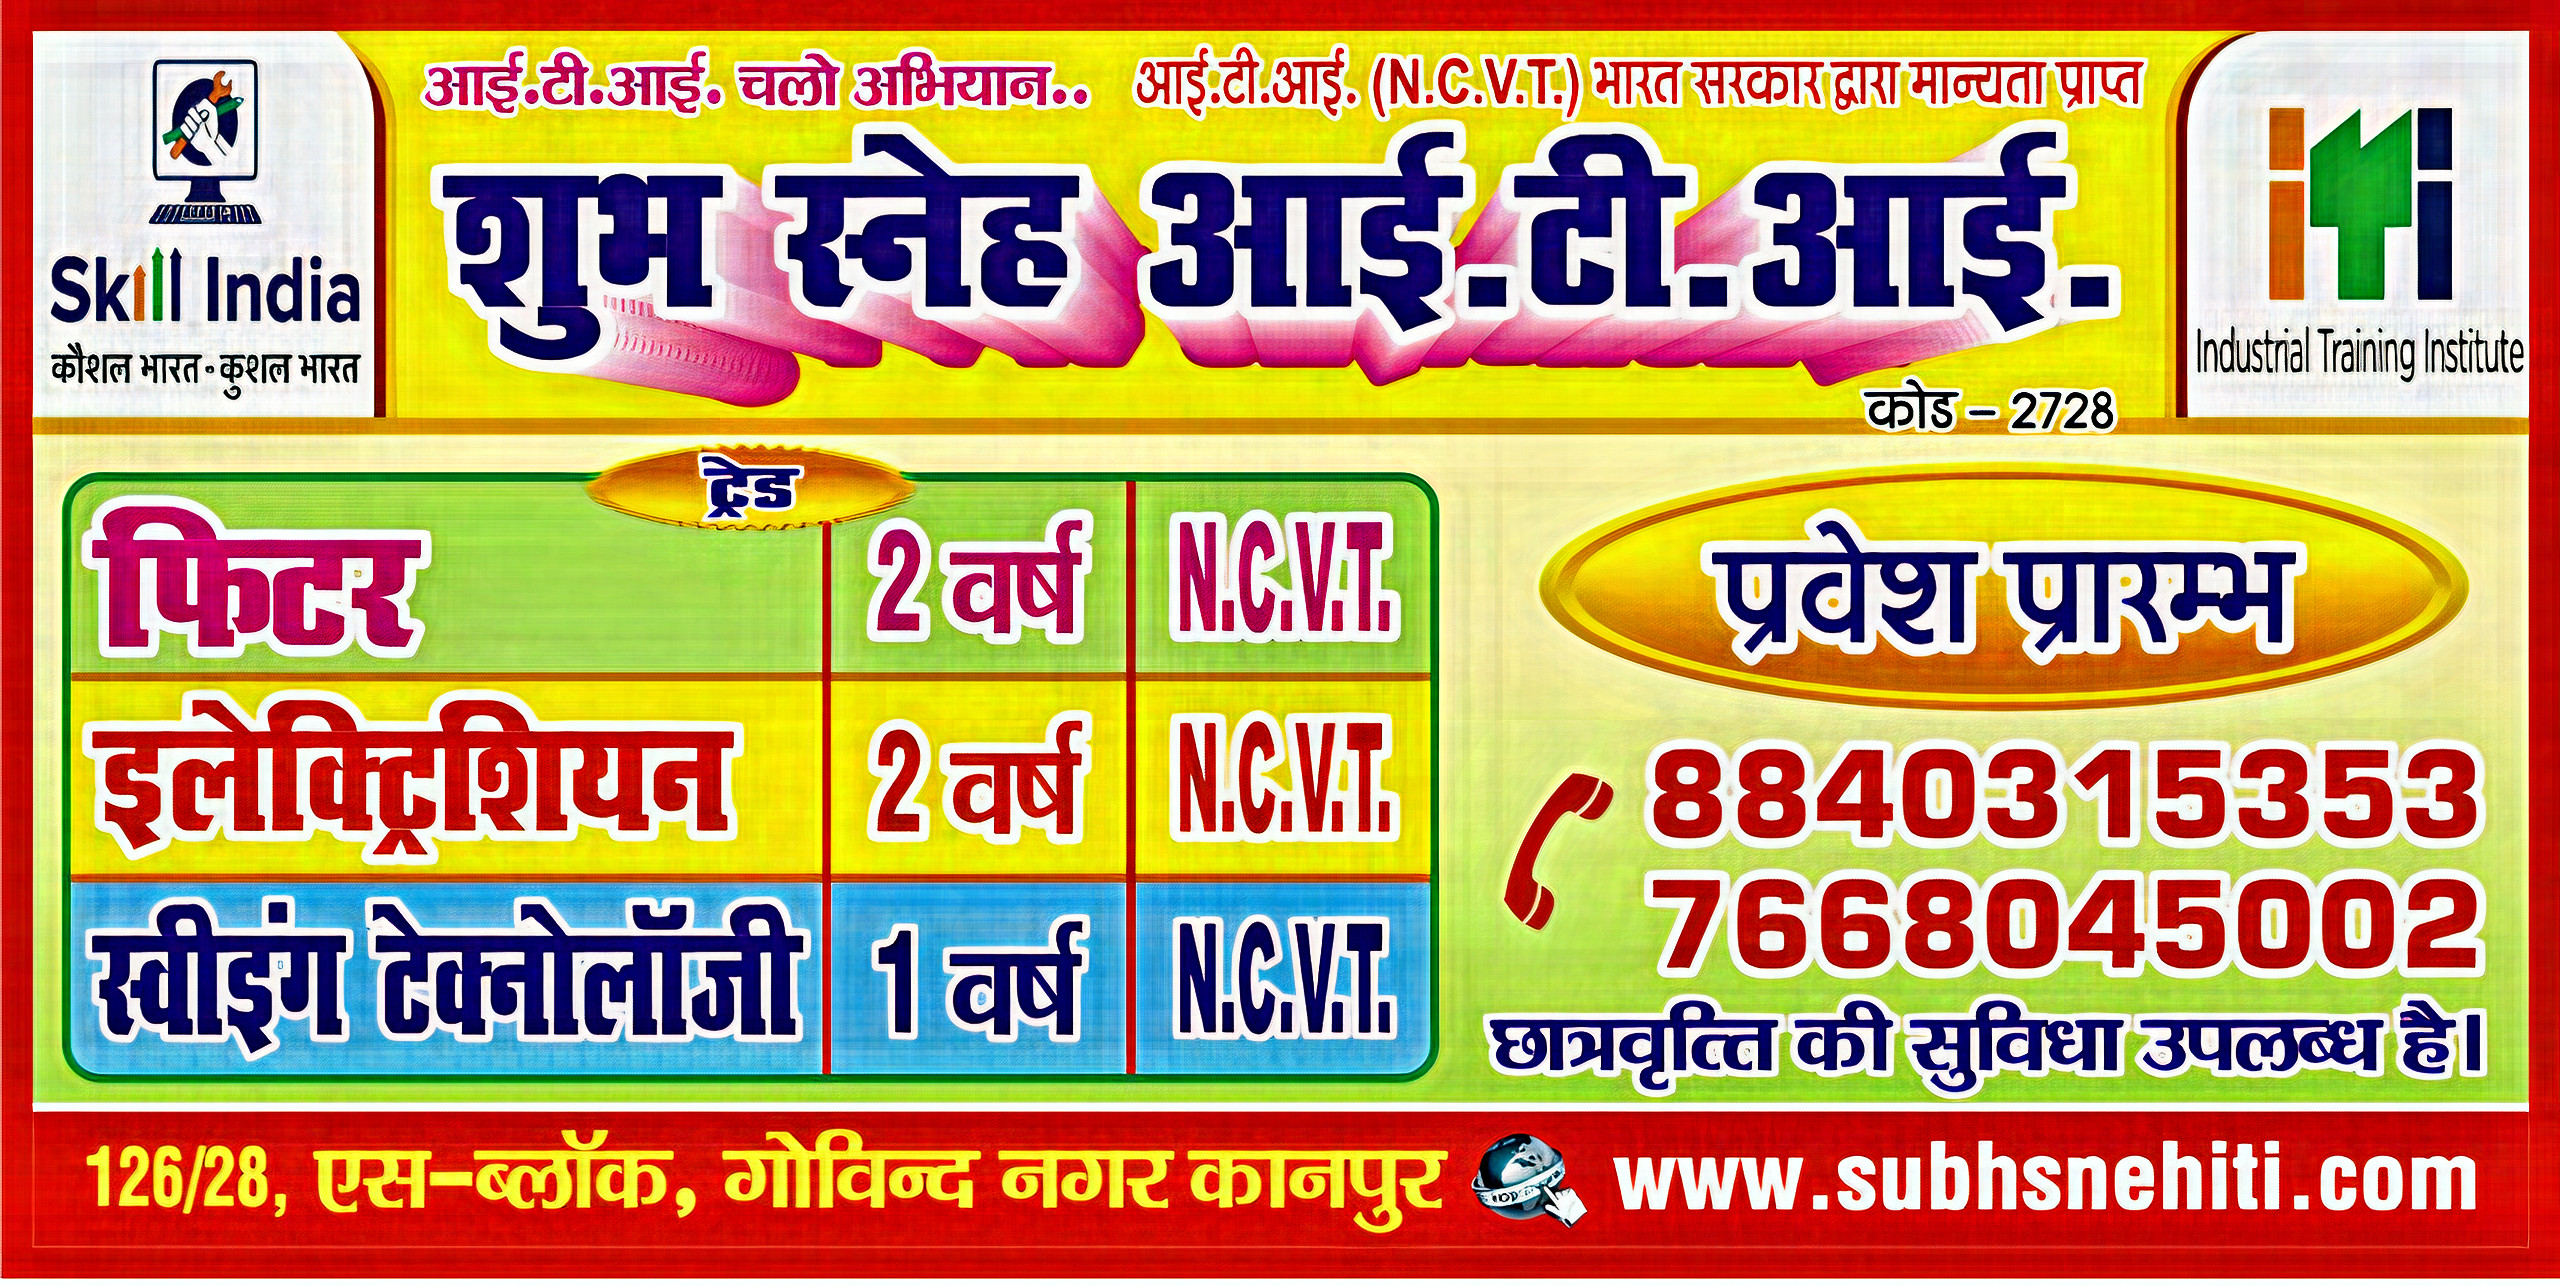 आई.टी.आई. चलो अभियान.. आई.टी.आई. (N.C.V.T.) भारत सरकार द्वारा मान्यता प्राप्त
शुभ स्नेह आई.टी.आई.
कोड – 2728
Skill India
कौशल भारत - कुशल भारत
iTi
Industrial Training Institute
ट्रेड
फिटर 2 वर्ष N.C.V.T.
इलेक्ट्रिशियन 2 वर्ष N.C.V.T.
स्वीइंग टेक्नोलॉजी 1 वर्ष N.C.V.T.
प्रवेश प्रारम्भ
8840315353
7668045002
छात्रवृत्ति की सुविधा उपलब्ध है।
126/28, एस-ब्लॉक, गोविन्द नगर कानपुर www.subhsnehiti.com